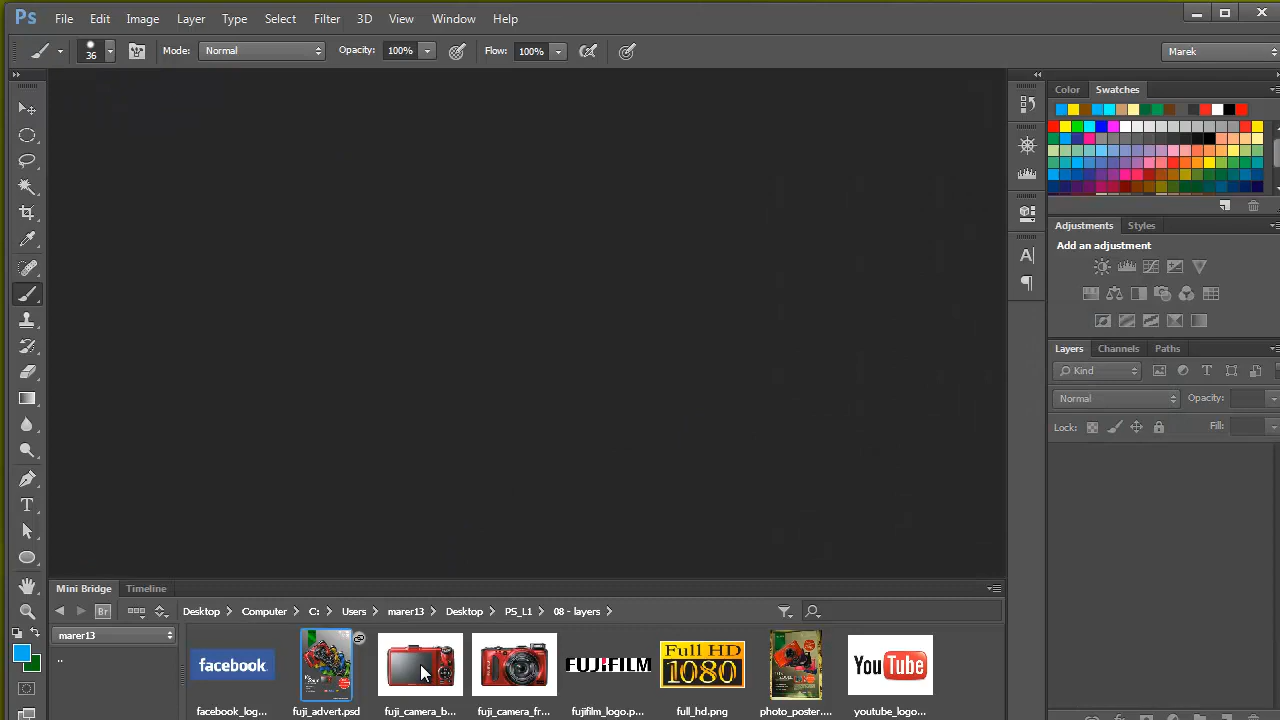 Ps File Edit Image Layer Type Select Filter 3D View Window Help
36 Mode: Normal Opacity: 100% Flow: 100% Marek
Color Swatches
Adjustments Styles
Add an adjustment
Layers Channels Paths
Kind
Normal Opacity:
Lock: Fill:
Mini Bridge Timeline
Br Desktop Computer C: Users marer13 Desktop PS_L1 08 - layers
marer13
..
facebook
FUJIFILM
Full HD
1080
You Tube
facebook_log... fuji_advert.psd fuji_camera_b... fuji_camera_fr... fujifilm_logo.p... full_hd.png photo_poster.... youtube_logo...